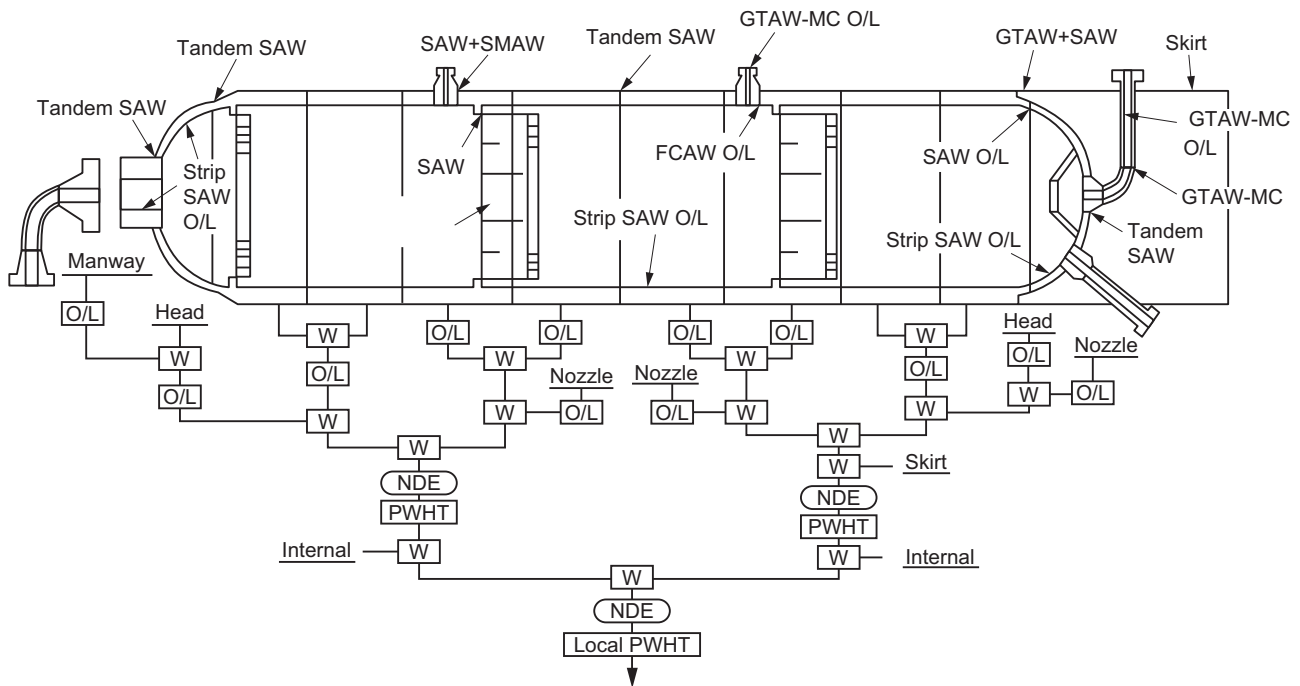 Tandem SAW
SAW+SMAW
Tandem SAW
GTAW-MC O/L
GTAW+SAW
Skirt
Tandem SAW
Strip
SAW
O/L
SAW
FCAW O/L
SAW O/L
GTAW-MC
O/L
GTAW-MC
Strip SAW O/L
Strip SAW O/L
Tandem
SAW
Manway
O/L
Head
W
O/L
W
O/L
W
O/L
O/L
W
Nozzle
W
O/L
O/L
O/L
W
Nozzle
O/L
W
W
O/L
W
Head
O/L
W
Nozzle
O/L
W
NDE
PWHT
Internal
W
W
W
Skirt
NDE
PWHT
W
Internal
W
NDE
Local PWHT